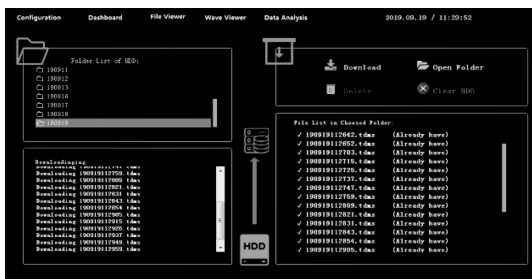 Configuration Dashboard File Viewer Wave Viewer Data Analysis 2019.09.19 / 11:29:52
Folder List of HDD:
190911
190912
190913
190916
190917
190918
190919
Download Open Folder
Delete Clear HDD
File List in Choosed Folder:
✓ 190919112642.tdms (Already have)
✓ 190919112652.tdms (Already have)
✓ 190919112703.tdms (Already have)
✓ 190919112715.tdms (Already have)
✓ 190919112725.tdms (Already have)
✓ 190919112737.tdms (Already have)
✓ 190919112747.tdms (Already have)
✓ 190919112759.tdms (Already have)
✓ 190919112809.tdms (Already have)
✓ 190919112821.tdms (Already have)
✓ 190919112831.tdms (Already have)
✓ 190919112843.tdms (Already have)
✓ 190919112854.tdms (Already have)
✓ 190919112905.tdms (Already have)
Downloading 190919112759. tdms
Downloading 190919112809. tdms
Downloading 190919112821. tdms
Downloading 190919112831. tdms
Downloading 190919112843. tdms
Downloading 190919112854. tdms
Downloading 190919112905. tdms
Downloading 190919112915. tdms
Downloading 190919112926. tdms
Downloading 190919112937. tdms
Downloading 190919112949. tdms
Downloading 190919112959. tdms
HDD